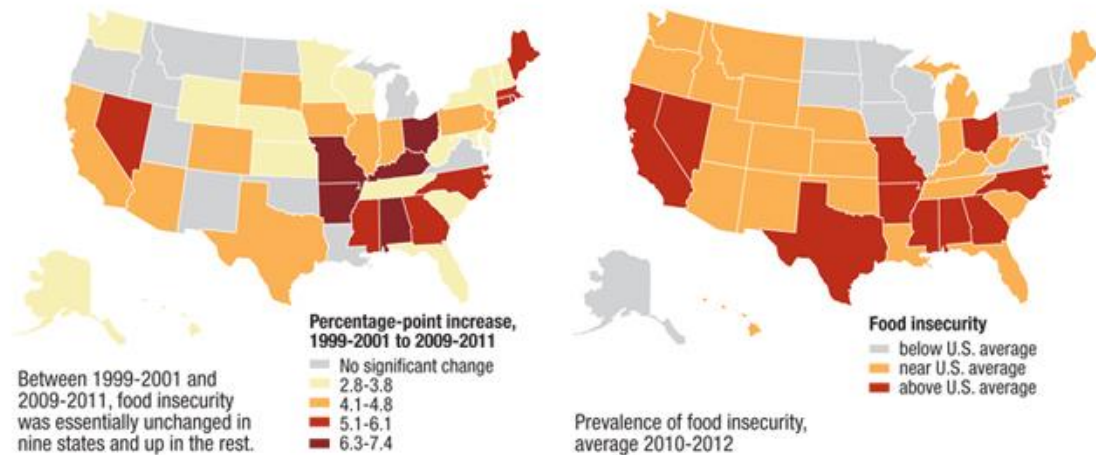 Percentage-point increase,
1999-2001 to 2009-2011
No significant change
2.8-3.8
4.1-4.8
5.1-6.1
6.3-7.4
Between 1999-2001 and
2009-2011, food insecurity
was essentially unchanged in
nine states and up in the rest.
Food insecurity
below U.S. average
near U.S. average
above U.S. average
Prevalence of food insecurity,
average 2010-2012